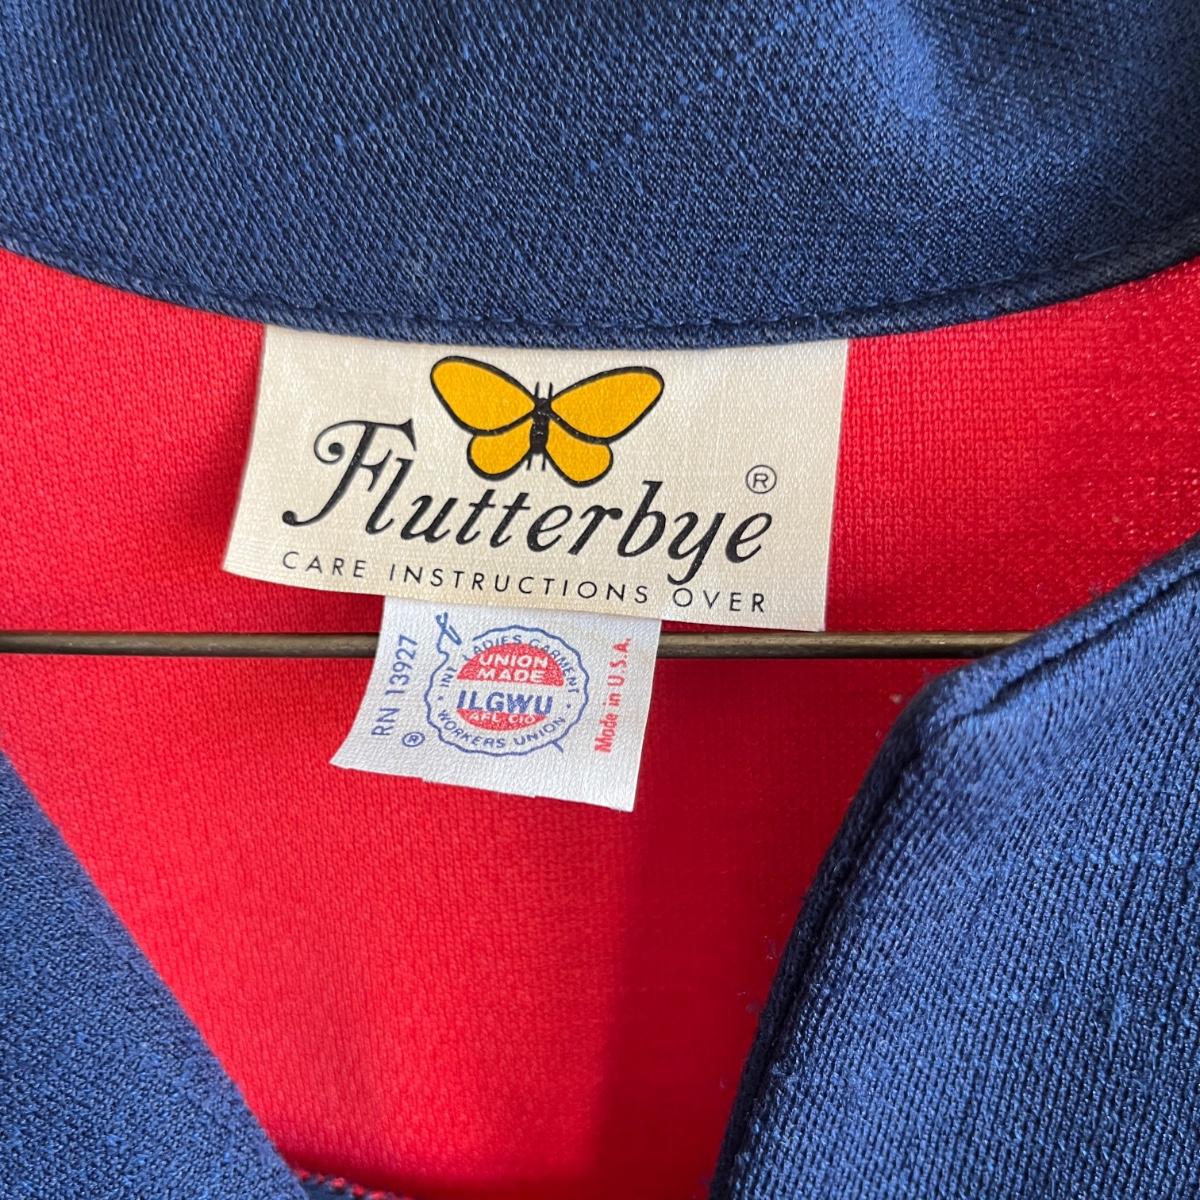 Flutterbye ®
CARE INSTRUCTIONS OVER
RN 13927
®
INT LADIES GARMENT
UNION
MADE
ILGWU
AFL-CIO
WORKERS UNION
Made in U.S.A.